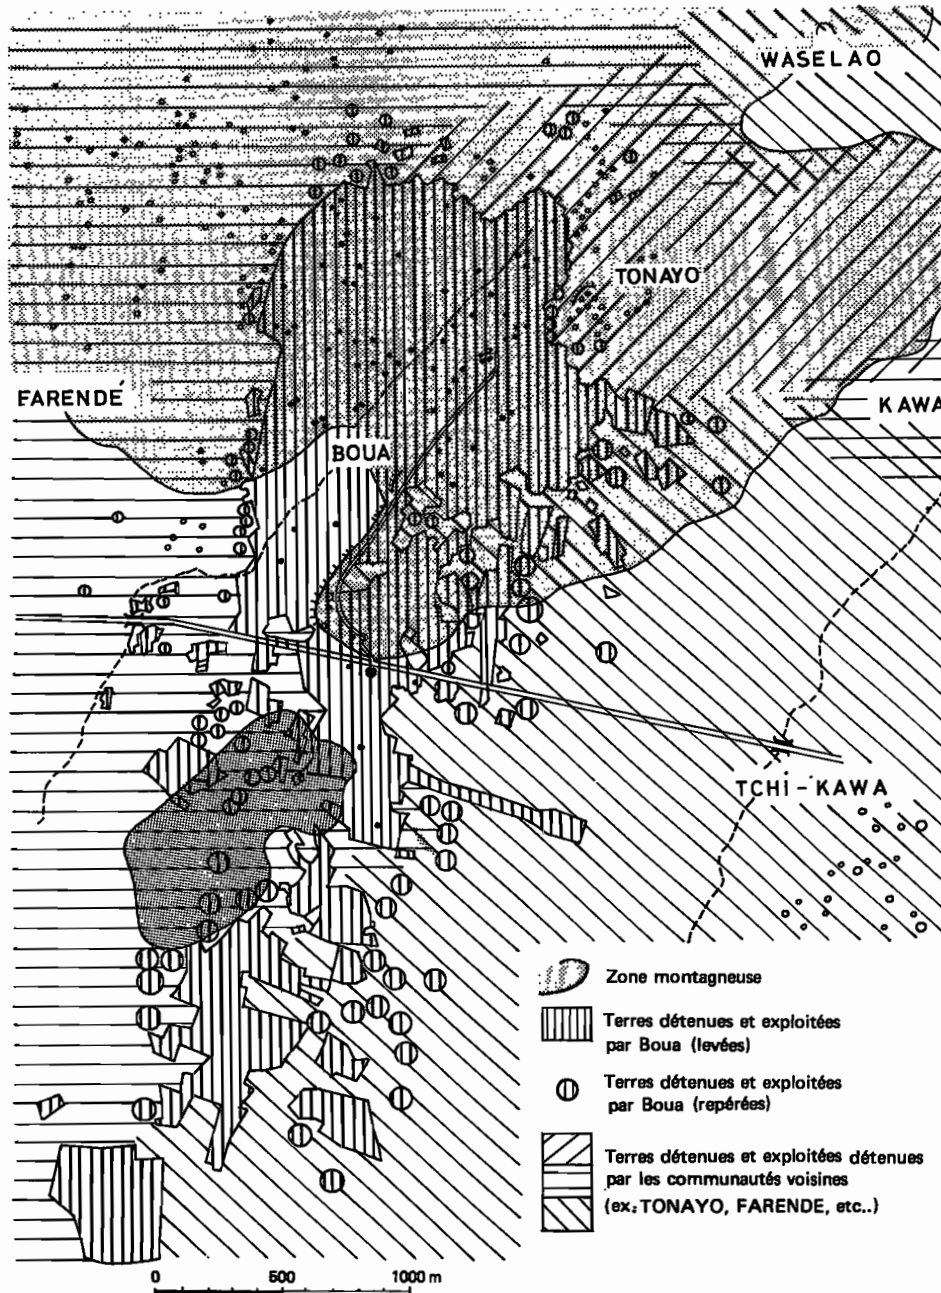 WASELAO
TONAYO
FARENDÉ
KAWA
BOUA
TCHI-KAWA
Zone montagneuse
Terres détenues et exploitées
par Boua (levées)
Terres détenues et exploitées
par Boua (repérées)
Terres détenues et exploitées détenues
par les communautés voisines
(ex: TONAYO, FARENDE, etc..)
0 500 1000 m